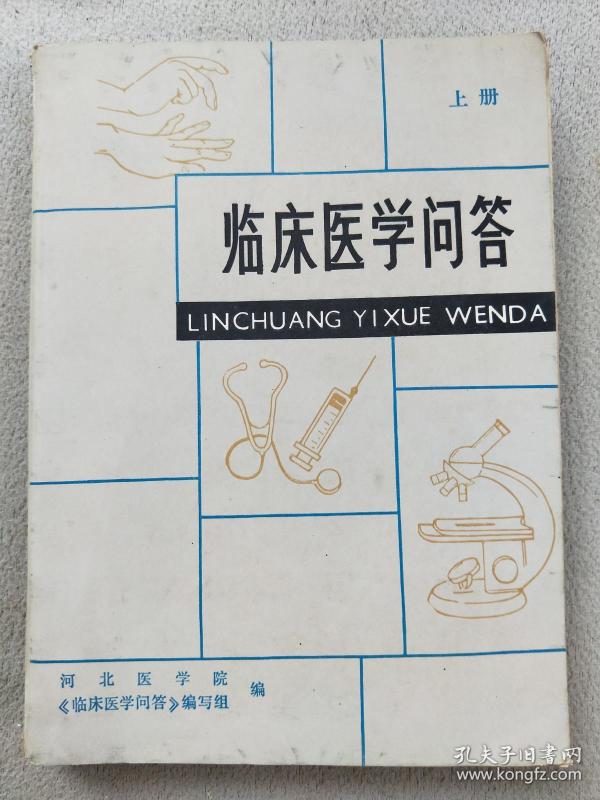 上册
临床医学问答
LINCHUANG YIXUE WENDA
河北医学院
《临床医学问答》编写组 编
孔夫子旧书网
www.kongfz.com